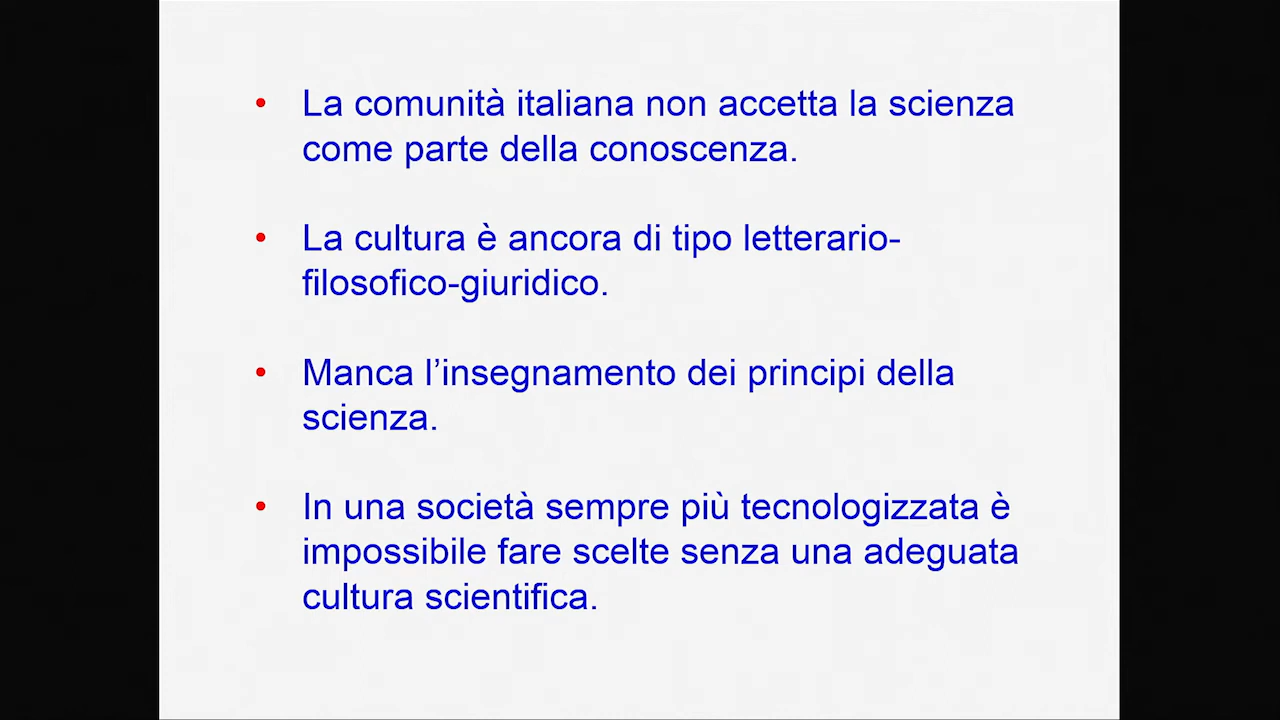 • La comunità italiana non accetta la scienza
come parte della conoscenza.
• La cultura è ancora di tipo letterario-
filosofico-giuridico.
• Manca l’insegnamento dei principi della
scienza.
• In una società sempre più tecnologizzata è
impossibile fare scelte senza una adeguata
cultura scientifica.